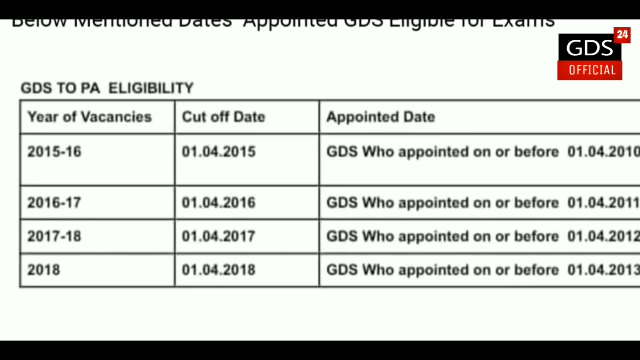 Below Mentioned Dates Appointed GDS Eligible for Exams
24
GDS
OFFICIAL
GDS TO PA ELIGIBILITY
Year of Vacancies Cut off Date Appointed Date
2015-16 01.04.2015 GDS Who appointed on or before 01.04.2010
2016-17 01.04.2016 GDS Who appointed on or before 01.04.2011
2017-18 01.04.2017 GDS Who appointed on or before 01.04.2012
2018 01.04.2018 GDS Who appointed on or before 01.04.2013